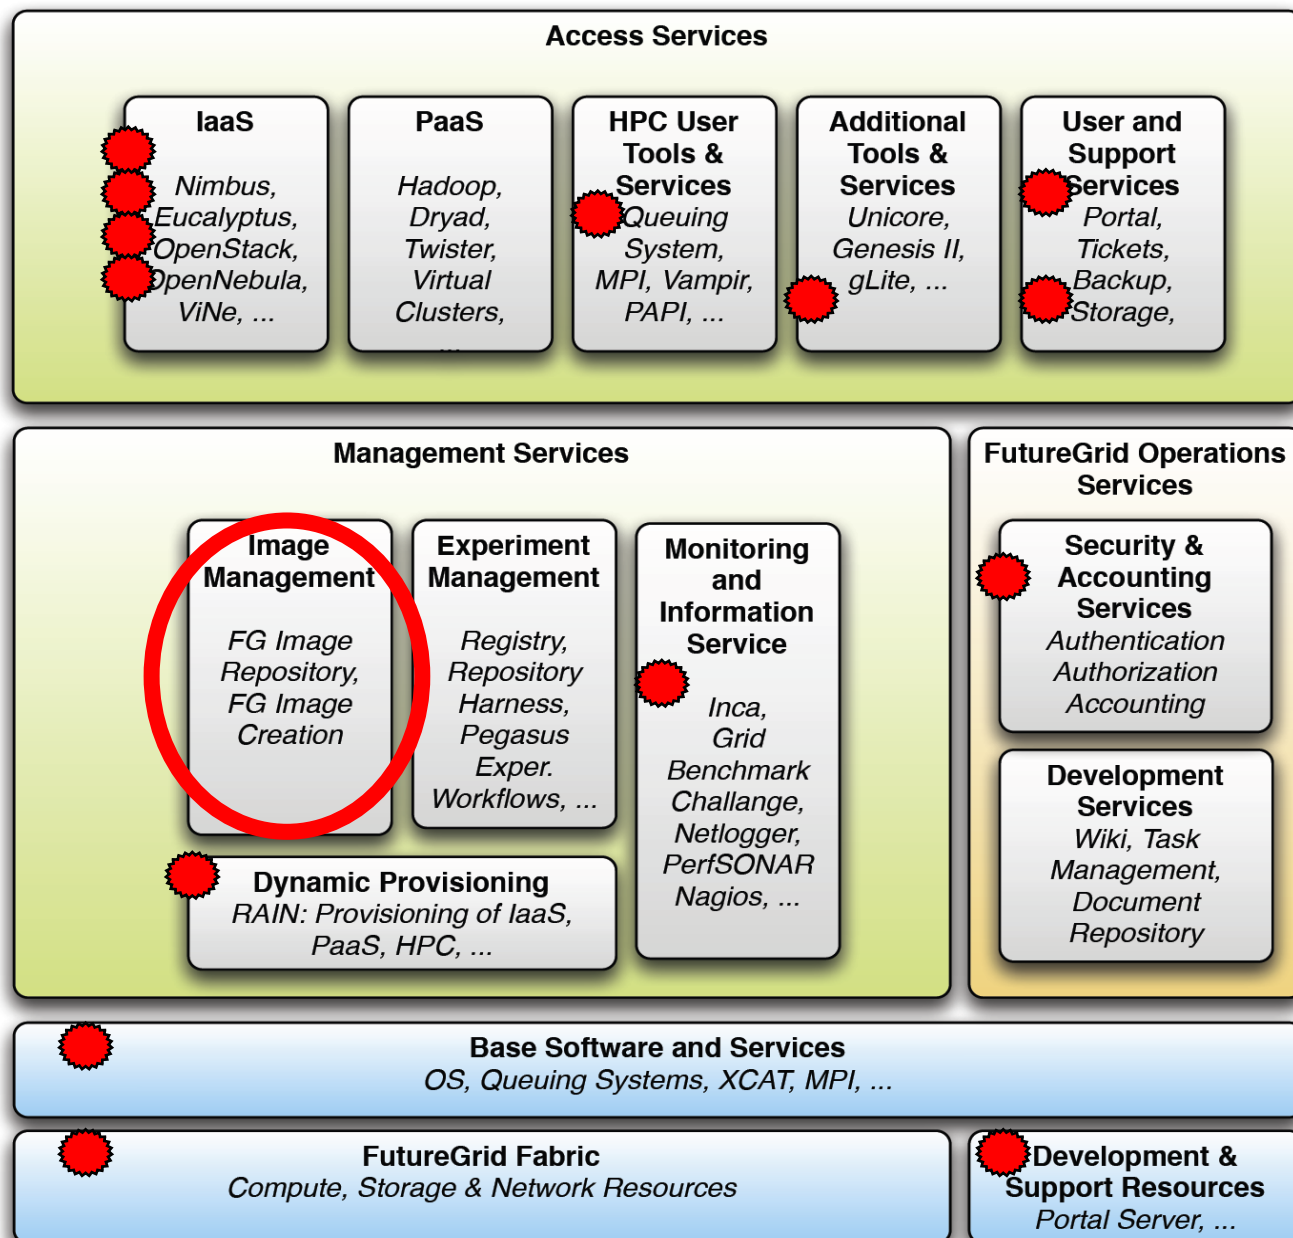 Access Services
IaaS
Nimbus,
Eucalyptus,
OpenStack,
OpenNebula,
ViNe, ...
PaaS
Hadoop,
Dryad,
Twister,
Virtual
Clusters,
...
HPC User
Tools &
Services
Queuing
System,
MPI, Vampir,
PAPI, ...
Additional
Tools &
Services
Unicore,
Genesis II,
gLite, ...
User and
Support
Services
Portal,
Tickets,
Backup,
Storage,
Management Services
Image
Management
FG Image
Repository,
FG Image
Creation
Experiment
Management
Registry,
Repository
Harness,
Pegasus
Exper.
Workflows, ...
Monitoring
and
Information
Service
Inca,
Grid
Benchmark
Challange,
Netlogger,
PerfSONAR
Nagios, ...
Dynamic Provisioning
RAIN: Provisioning of IaaS,
PaaS, HPC, ...
FutureGrid Operations
Services
Security &
Accounting
Services
Authentication
Authorization
Accounting
Development
Services
Wiki, Task
Management,
Document
Repository
Base Software and Services
OS, Queuing Systems, XCAT, MPI, ...
FutureGrid Fabric
Compute, Storage & Network Resources
Development &
Support Resources
Portal Server, ...